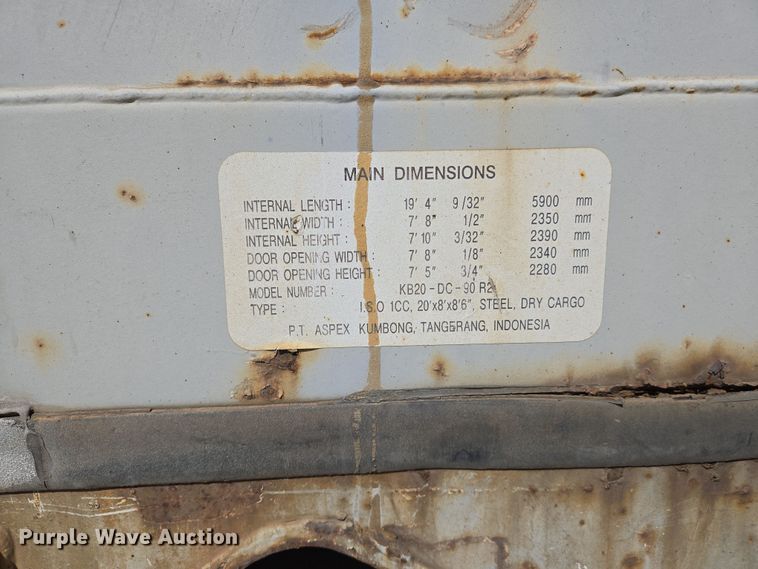 MAIN DIMENSIONS
INTERNAL LENGTH : 19' 4" 9/32" 5900 mm
INTERNAL WIDTH : 7' 8" 1/2" 2350 mm
INTERNAL HEIGHT : 7' 10" 3/32" 2390 mm
DOOR OPENING WIDTH : 7' 8" 1/8" 2340 mm
DOOR OPENING HEIGHT : 7' 5" 3/4" 2280 mm
MODEL NUMBER : KB20 - DC - 90 R2
TYPE : I.S.O 1CC, 20'x8'x8'6", STEEL, DRY CARGO
P.T. ASPEX KUMBONG, TANGERANG, INDONESIA
Purple Wave Auction